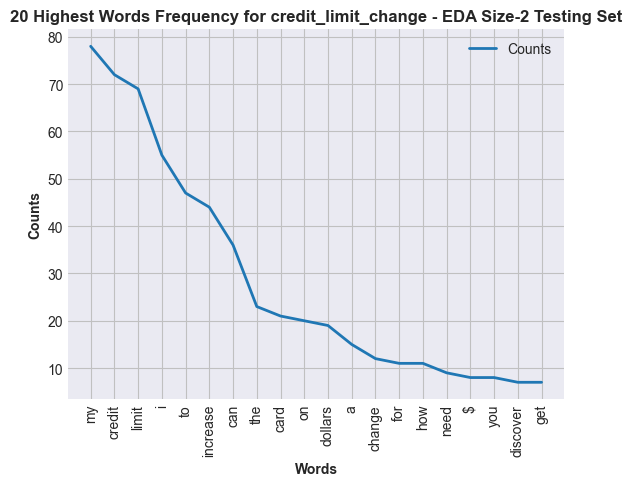 20 Highest Words Frequency for credit_limit_change - EDA Size-2 Testing Set
Counts
80
70
60
50
40
30
20
10
Counts
my
credit
limit
i
to
increase
can
the
card
on
dollars
a
change
for
how
need
$
you
discover
get
Words